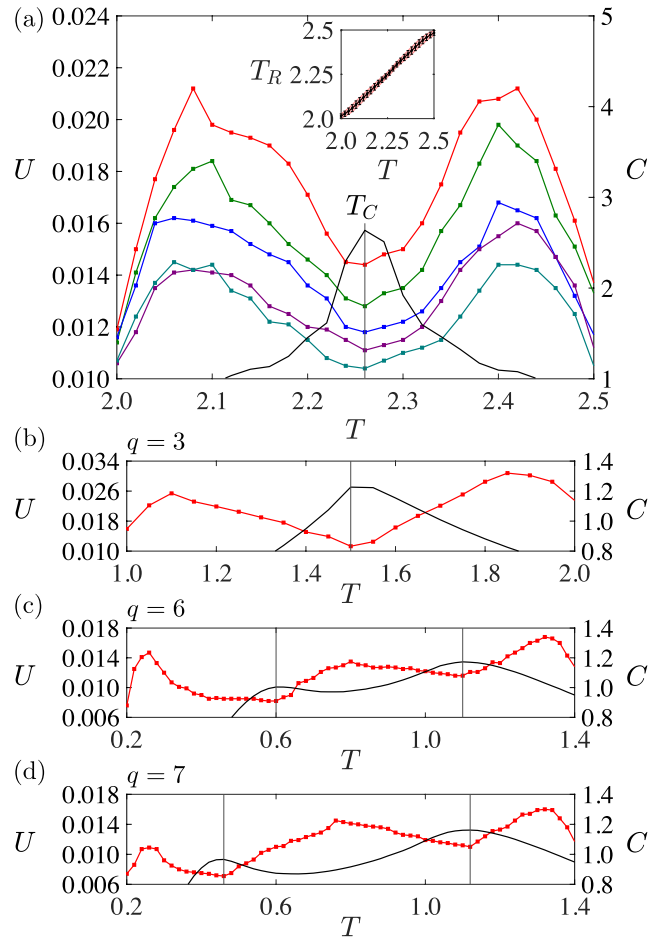 (a)
0.024
0.022
0.020
0.018
0.016
0.014
0.012
0.010
U
5
4
3
2
1
C
2.5
T_R 2.25
2.0
2.0 2.25 2.5
T
T_C
2.0 2.1 2.2 2.3 2.4 2.5
T
(b) q = 3
0.034
0.026
0.018
0.010
U
1.4
1.2
1.0
0.8
C
1.0 1.2 1.4 1.6 1.8 2.0
T
(c) q = 6
0.018
0.014
0.010
0.006
U
1.4
1.2
1.0
0.8
C
0.2 0.6 1.0 1.4
T
(d) q = 7
0.018
0.014
0.010
0.006
U
1.4
1.2
1.0
0.8
C
0.2 0.6 1.0 1.4
T